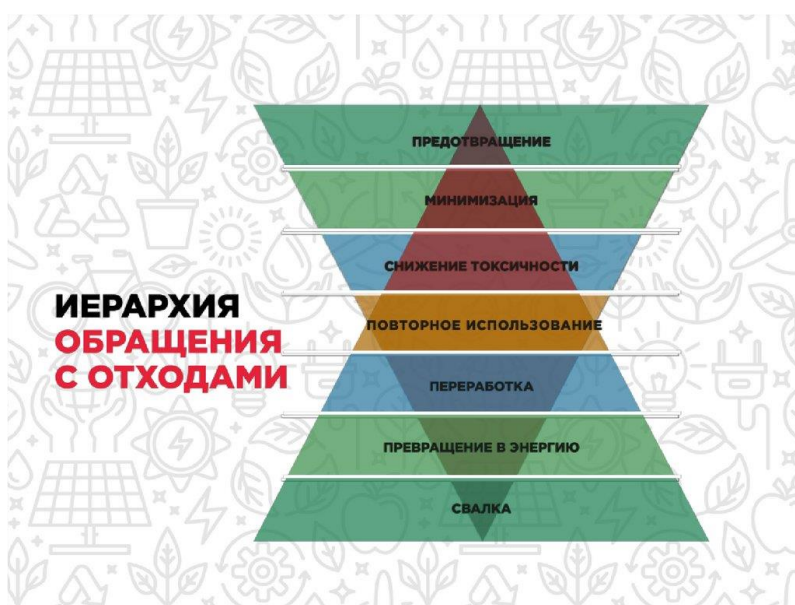 ПРЕДОТВРАЩЕНИЕ
МИНИМИЗАЦИЯ
СНИЖЕНИЕ ТОКСИЧНОСТИ
ИЕРАРХИЯ
ОБРАЩЕНИЯ
С ОТХОДАМИ
ПОВТОРНОЕ ИСПОЛЬЗОВАНИЕ
ПЕРЕРАБОТКА
ПРЕВРАЩЕНИЕ В ЭНЕРГИЮ
СВАЛКА